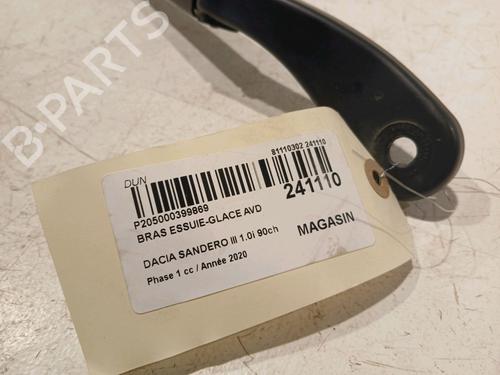 B-PARTS
DUN
81110302 241110
P205000399869
241110
BRAS ESSUIE-GLACE AVD
MAGASIN
DACIA SANDERO III 1.0i 90ch
Phase 1 cc / Année 2020